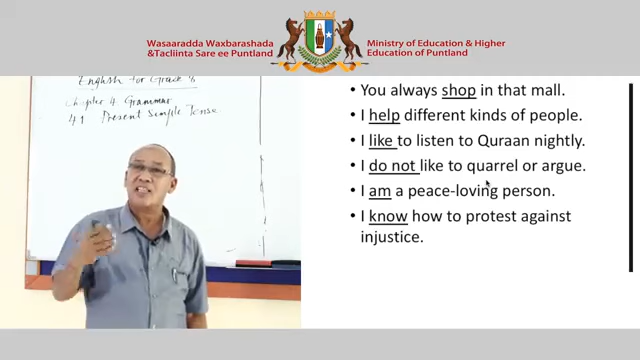 Wasaaradda Waxbarashada
&Tacliinta Sare ee Puntland
Ministry of Education & Higher
Education of Puntland
English for Grade 8
Chapter 4 Grammar
4.1 Present Simple Tense
You always shop in that mall.
I help different kinds of people.
I like to listen to Quraan nightly.
I do not like to quarrel or argue.
I am a peace-loving person.
I know how to protest against
injustice.